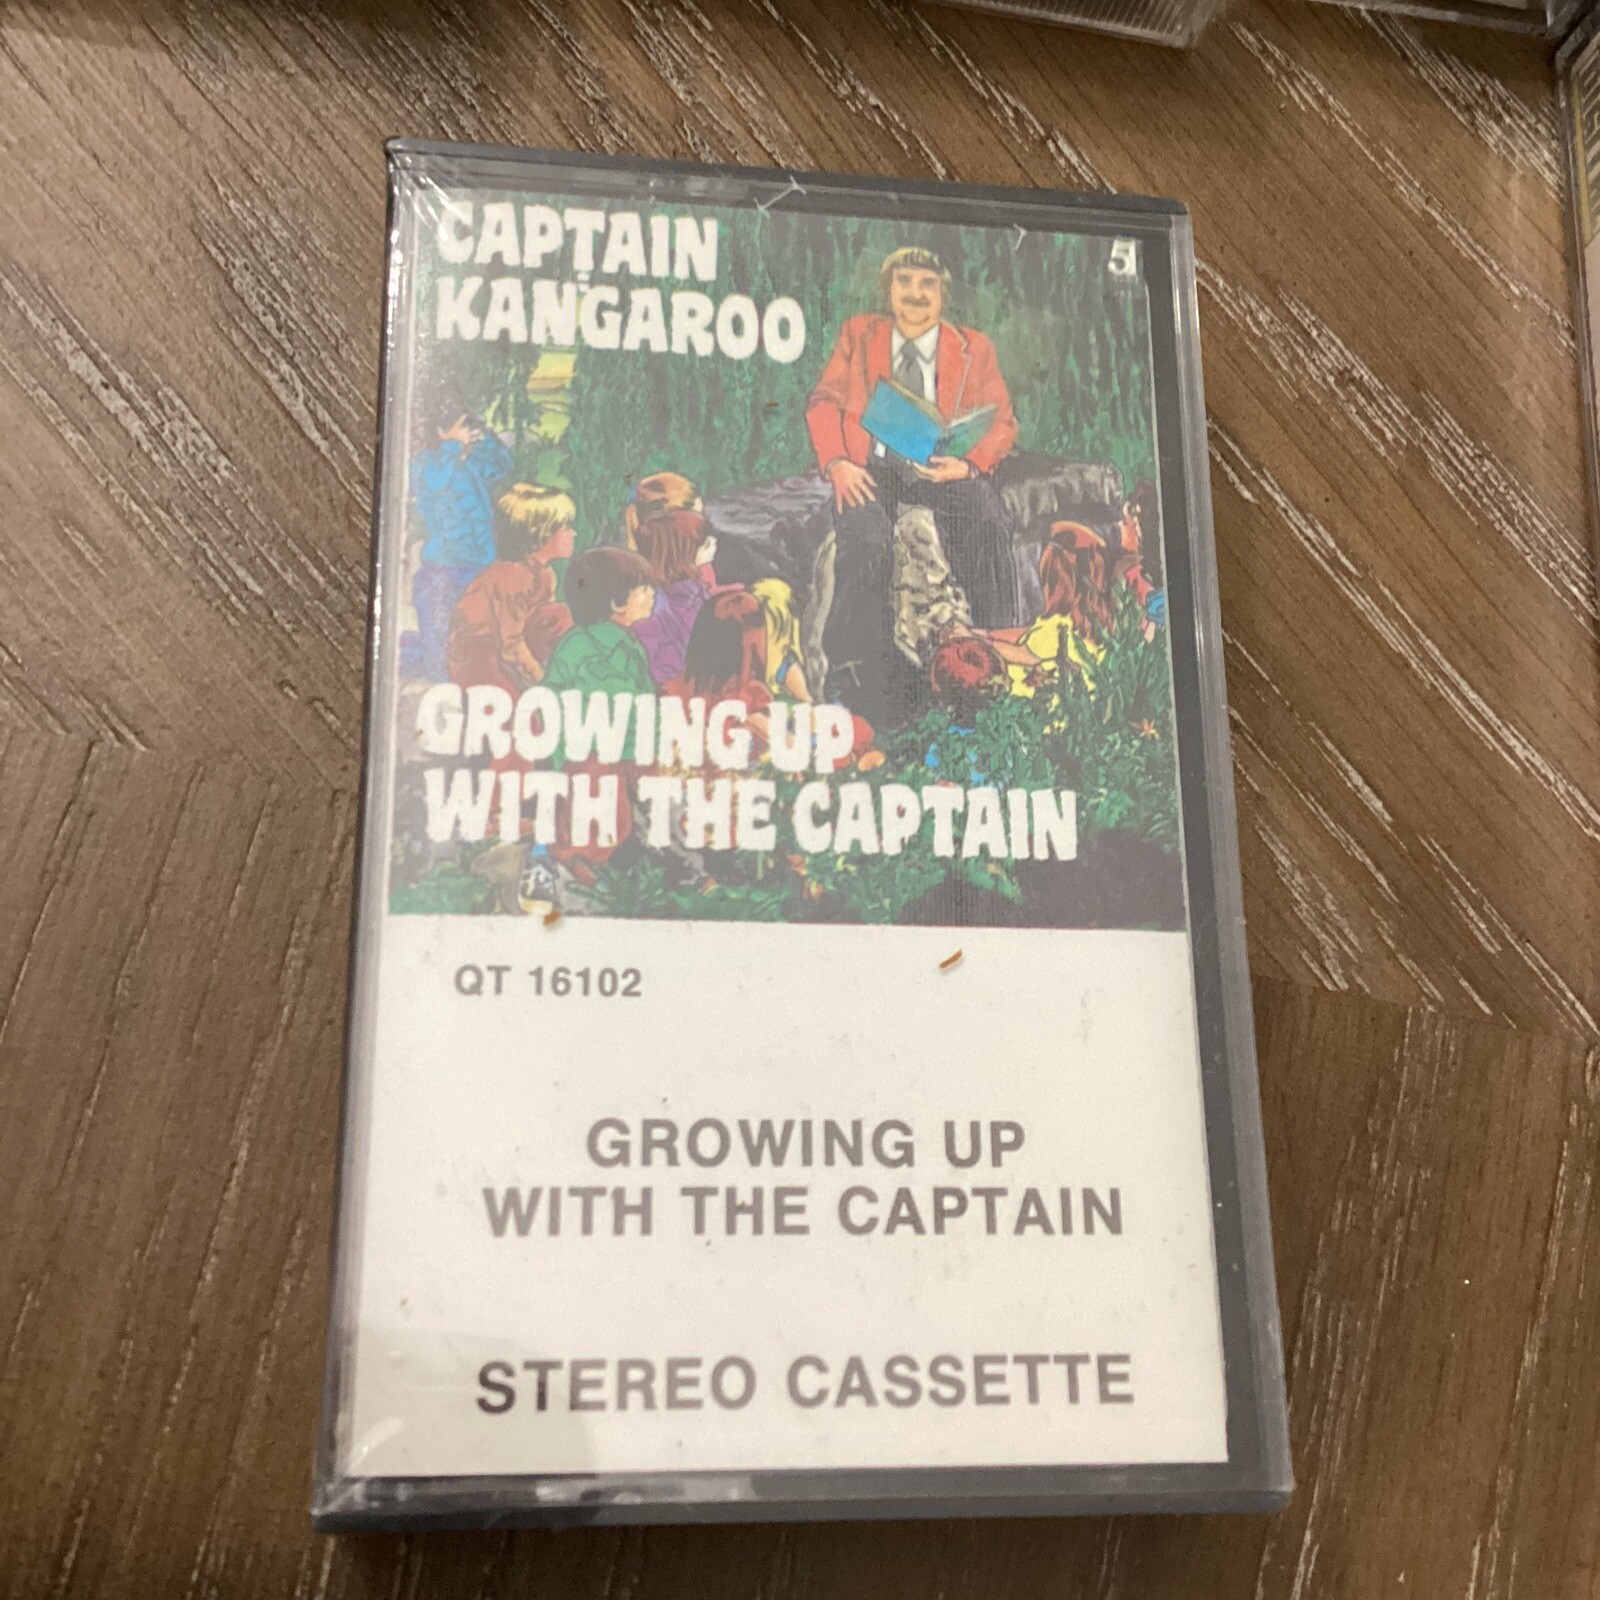 CAPTAIN
KANGAROO
5
GROWING UP
WITH THE CAPTAIN
QT 16102
GROWING UP
WITH THE CAPTAIN
STEREO CASSETTE